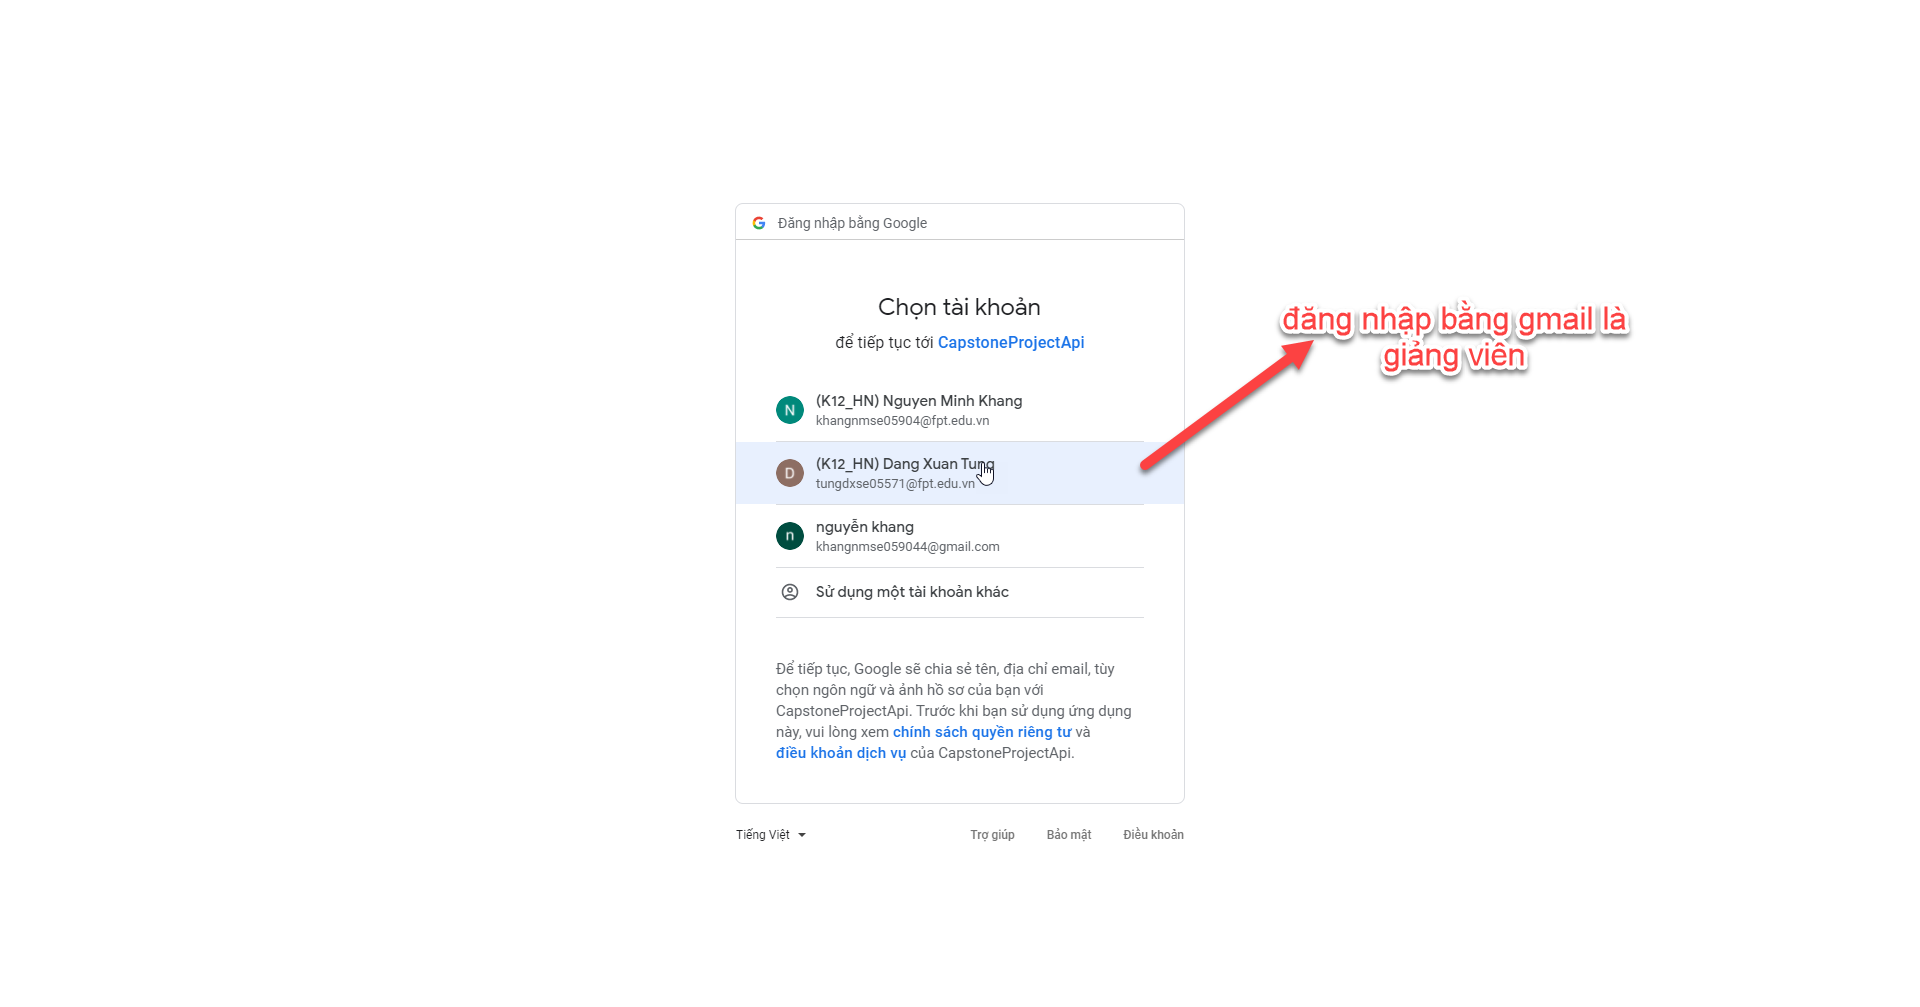 Đăng nhập bằng Google
Chọn tài khoản
để tiếp tục tới CapstoneProjectApi
đăng nhập bằng gmail là
giảng viên
N
(K12_HN) Nguyen Minh Khang
khangnmse05904@fpt.edu.vn
D
(K12_HN) Dang Xuan Tung
tungdxse05571@fpt.edu.vn
n
nguyễn khang
khangnmse059044@gmail.com
Sử dụng một tài khoản khác
Để tiếp tục, Google sẽ chia sẻ tên, địa chỉ email, tùy
chọn ngôn ngữ và ảnh hồ sơ của bạn với
CapstoneProjectApi. Trước khi bạn sử dụng ứng dụng
này, vui lòng xem chính sách quyền riêng tư và
điều khoản dịch vụ của CapstoneProjectApi.
Tiếng Việt
Trợ giúp
Bảo mật
Điều khoản